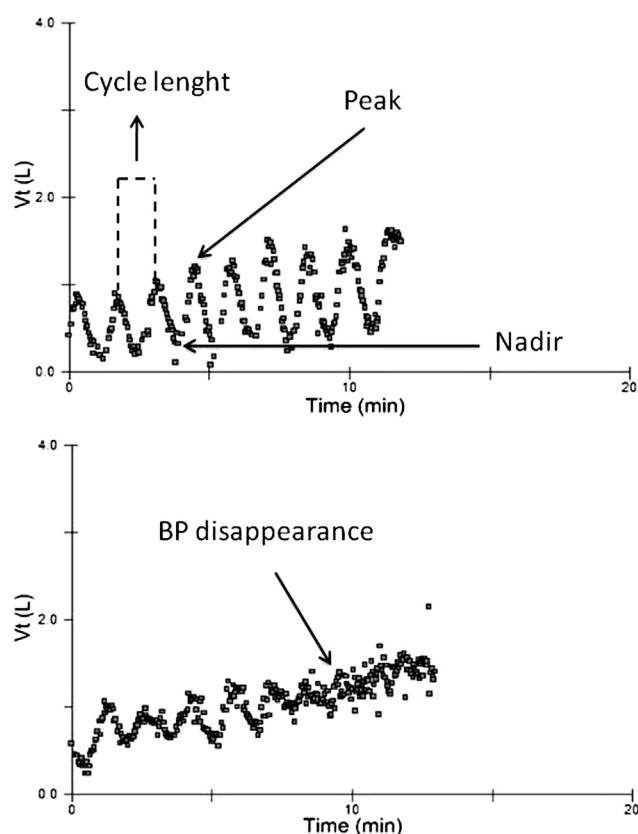 4.0
Cycle lenght
Peak
Vt (L)
2.0
Nadir
0.0
0
10
20
Time (min)
4.0
BP disappearance
Vt (L)
2.0
0.0
0
10
20
Time (min)